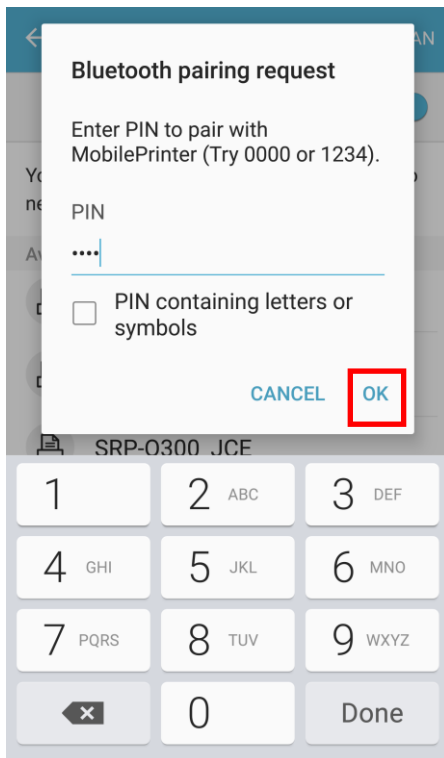 AN
Bluetooth pairing request
Enter PIN to pair with
MobilePrinter (Try 0000 or 1234).
PIN
••••
PIN containing letters or
symbols
CANCEL OK
SRP-Q300_JCE
1 2 ABC 3 DEF
4 GHI 5 JKL 6 MNO
7 PQRS 8 TUV 9 WXYZ
0 Done